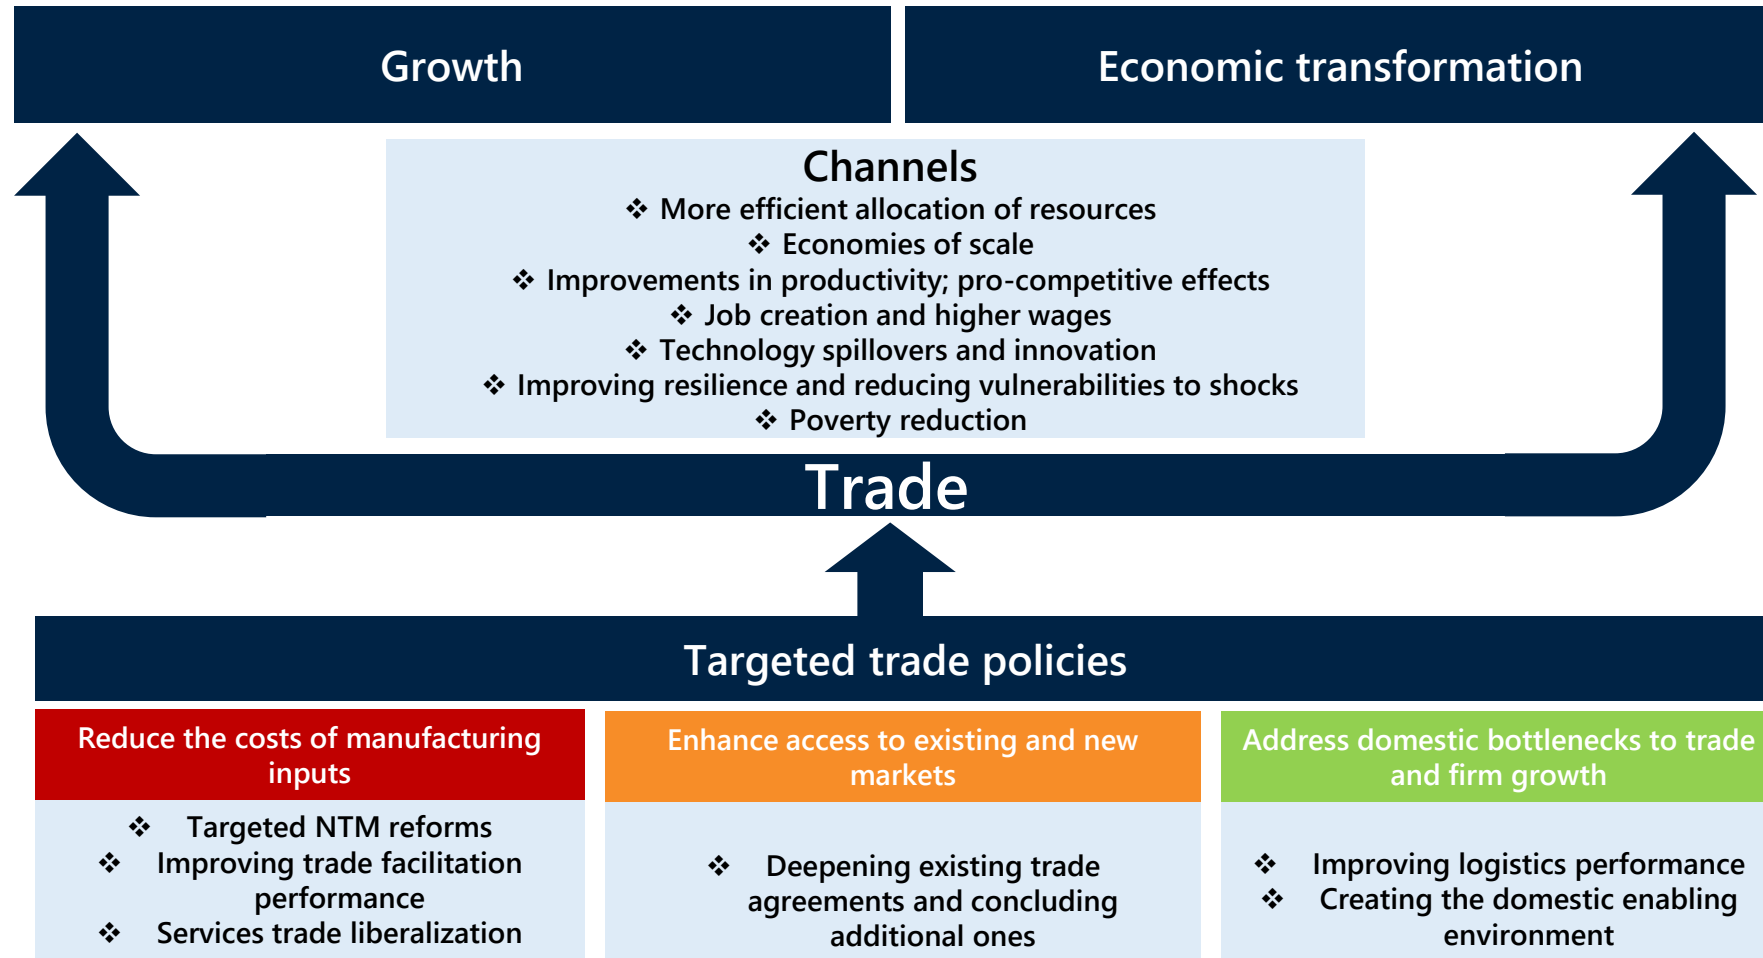 Growth
Economic transformation
Channels
❖ More efficient allocation of resources
❖ Economies of scale
❖ Improvements in productivity; pro-competitive effects
❖ Job creation and higher wages
❖ Technology spillovers and innovation
❖ Improving resilience and reducing vulnerabilities to shocks
❖ Poverty reduction
Trade
Targeted trade policies
Reduce the costs of manufacturing
inputs
❖ Targeted NTM reforms
❖ Improving trade facilitation
performance
❖ Services trade liberalization
Enhance access to existing and new
markets
❖ Deepening existing trade
agreements and concluding
additional ones
Address domestic bottlenecks to trade
and firm growth
❖ Improving logistics performance
❖ Creating the domestic enabling
environment